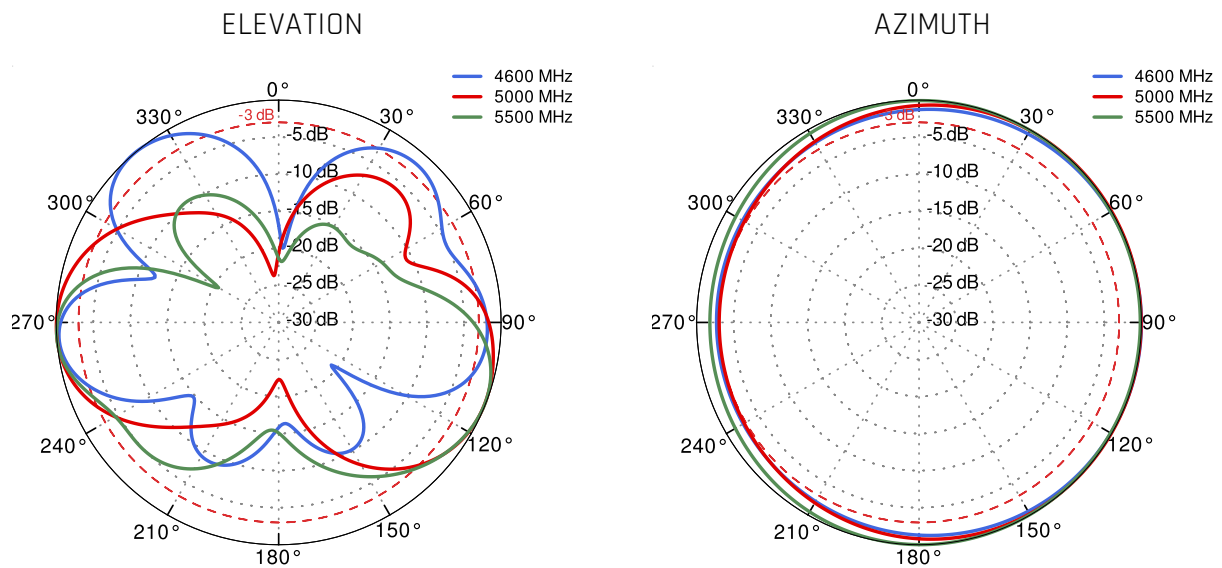 ELEVATION
4600 MHz
5000 MHz
5500 MHz
0°
-3 dB
330°
30°
-5 dB
-10 dB
300°
60°
-15 dB
-20 dB
-25 dB
270°
-30 dB
90°
240°
120°
210°
150°
180°
AZIMUTH
4600 MHz
5000 MHz
5500 MHz
0°
3 dB
330°
30°
-5 dB
-10 dB
300°
60°
-15 dB
-20 dB
-25 dB
270°
-30 dB
90°
240°
120°
210°
150°
180°